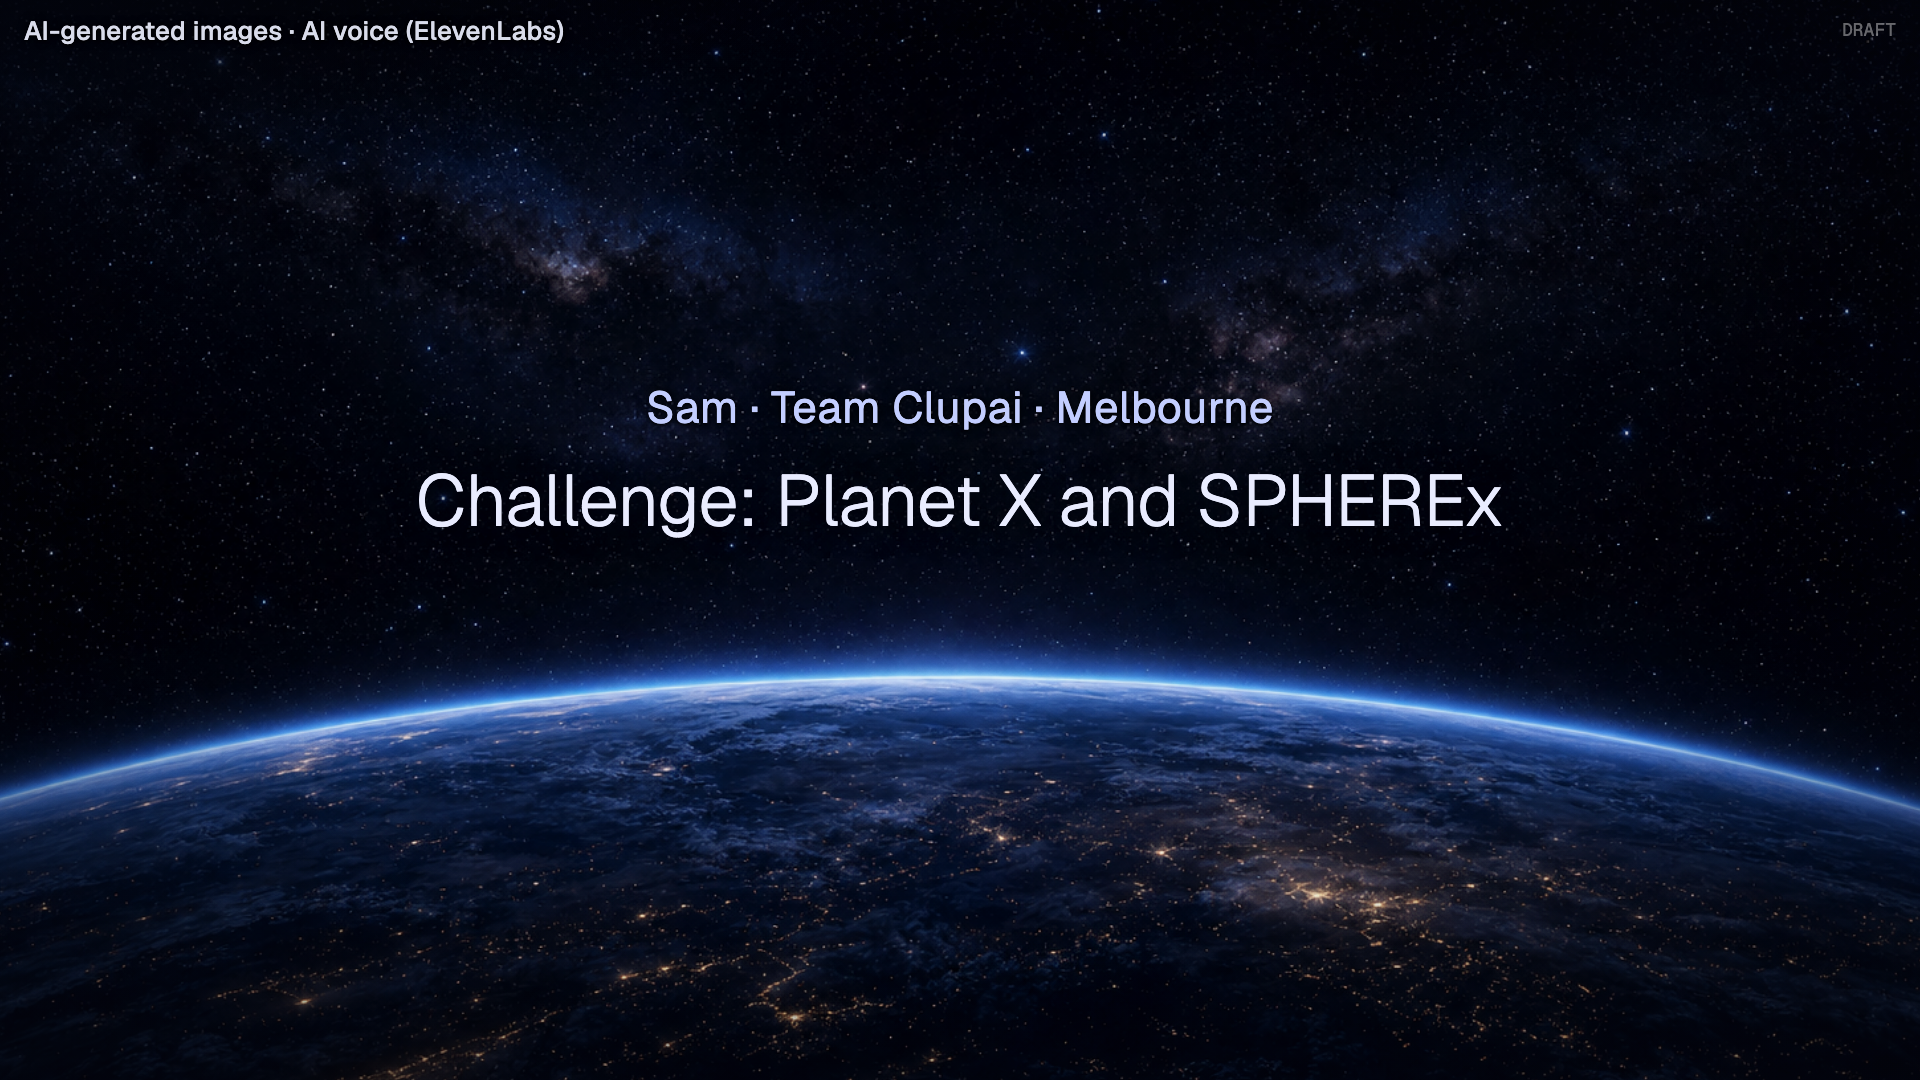 AI-generated images · AI voice (ElevenLabs)
DRAFT
Sam · Team Clupai · Melbourne
Challenge: Planet X and SPHEREx